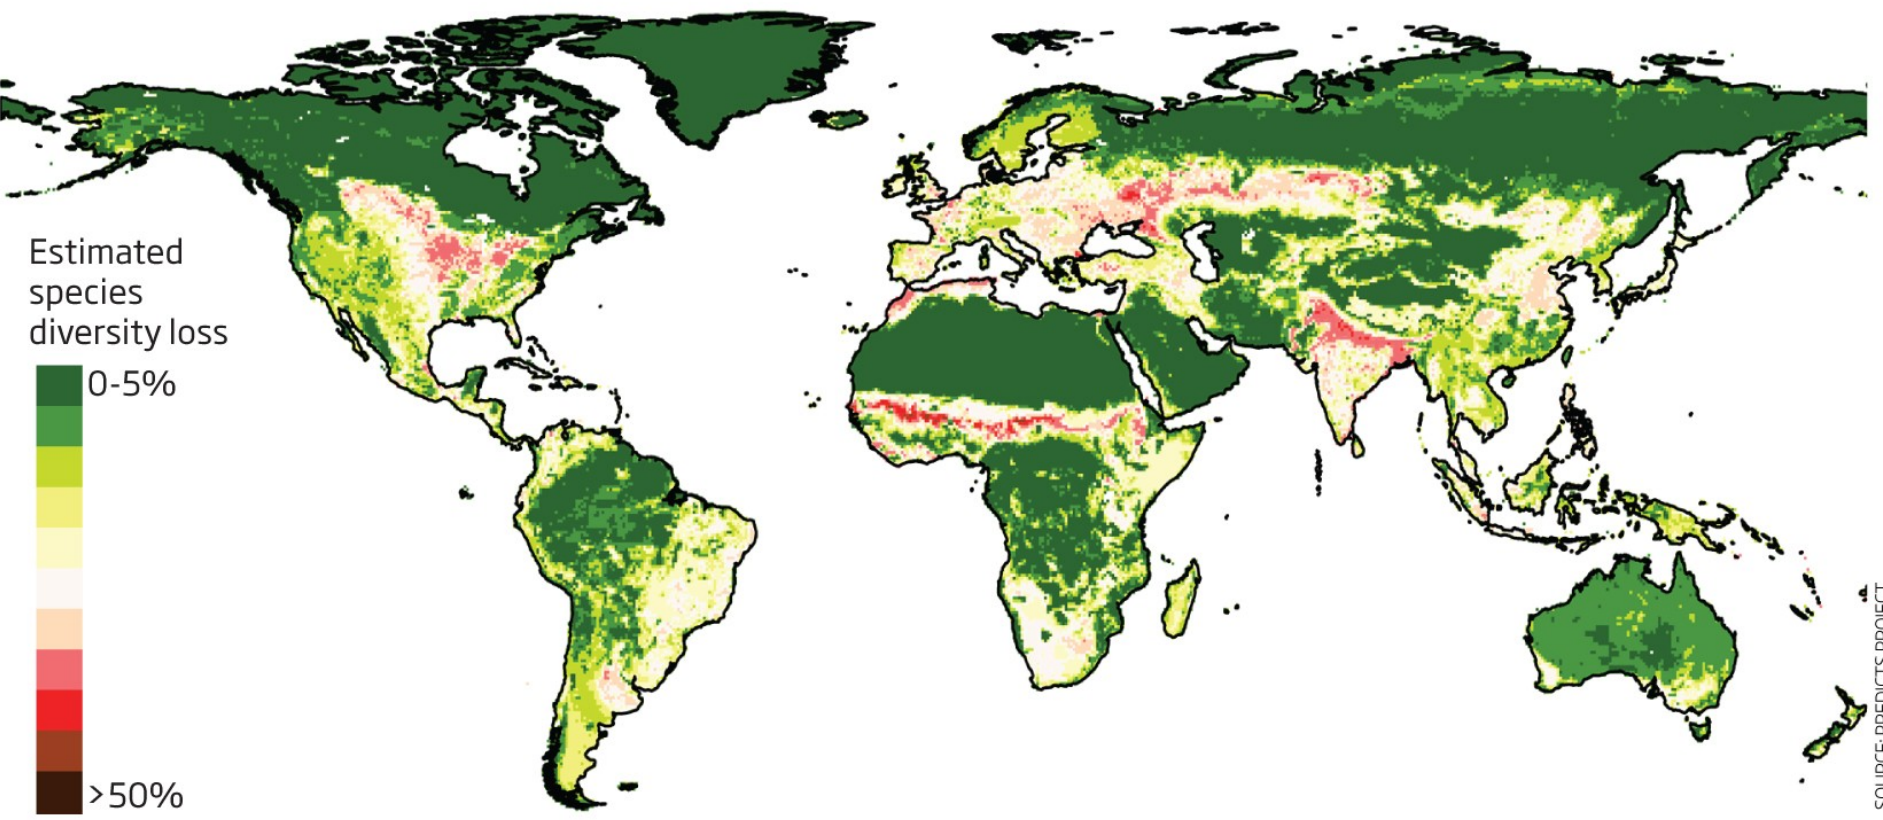 Estimated
species
diversity loss
0-5%
>50%
SOURCE: PREDICTS PROJECT